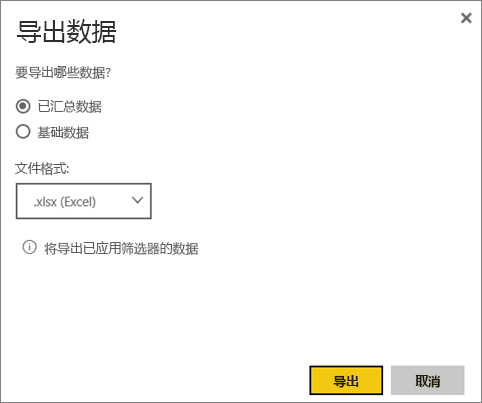 导出数据
要导出哪些数据?
已汇总数据
基础数据
文件格式:
.xlsx (Excel)
将导出已应用筛选器的数据
导出
取消